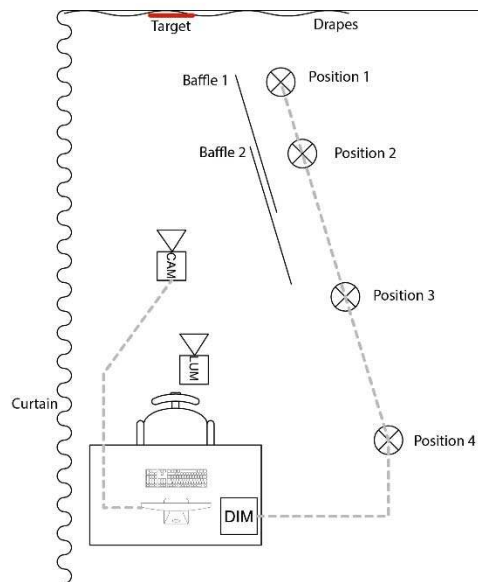 Target
Drapes
Baffle 1
Position 1
Baffle 2
Position 2
CAM
Position 3
LUM
Curtain
Position 4
DIM